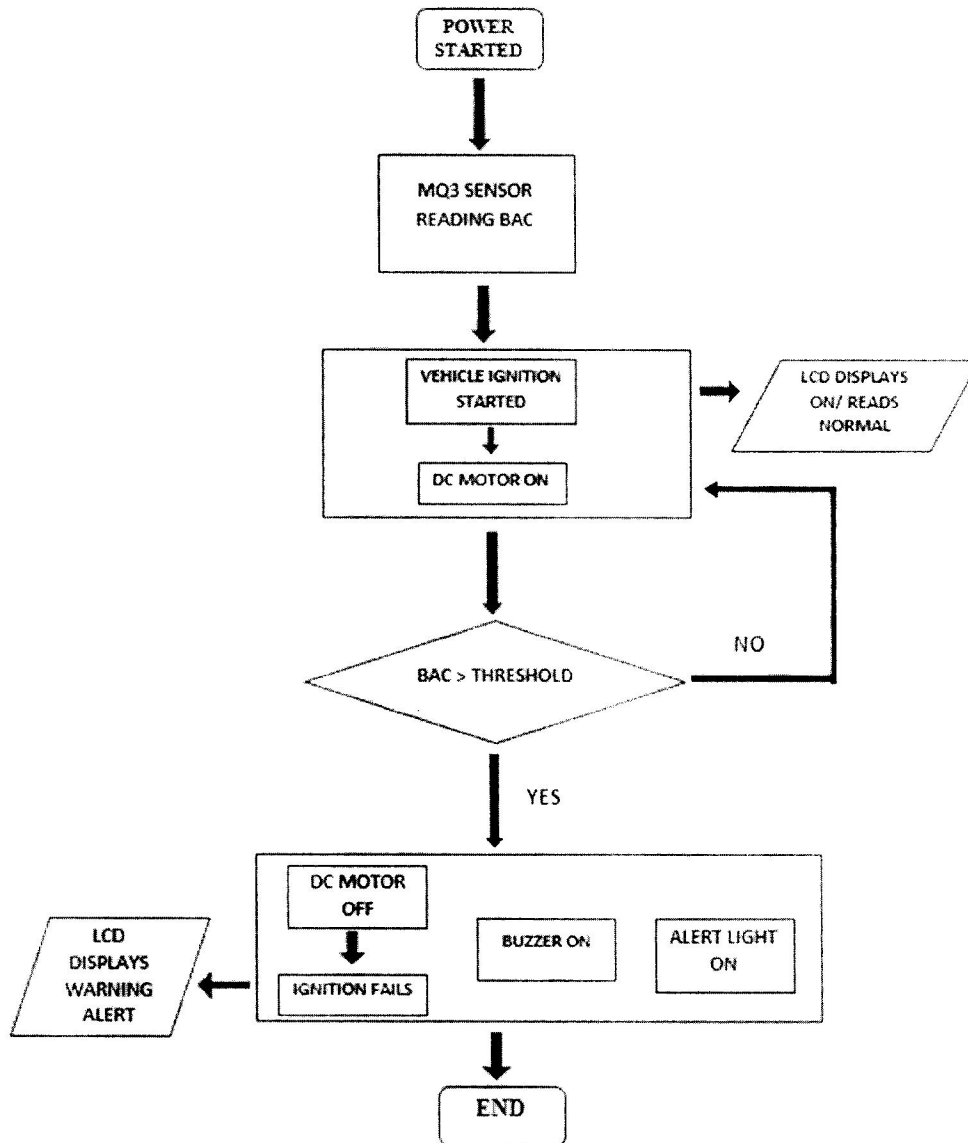 POWER
STARTED
MQ3 SENSOR
READING BAC
VEHICLE IGNITION
STARTED
DC MOTOR ON
LCD DISPLAYS
ON/ READS
NORMAL
BAC > THRESHOLD
NO
YES
DC MOTOR
OFF
IGNITION FAILS
BUZZER ON
ALERT LIGHT
ON
LCD
DISPLAYS
WARNING
ALERT
END